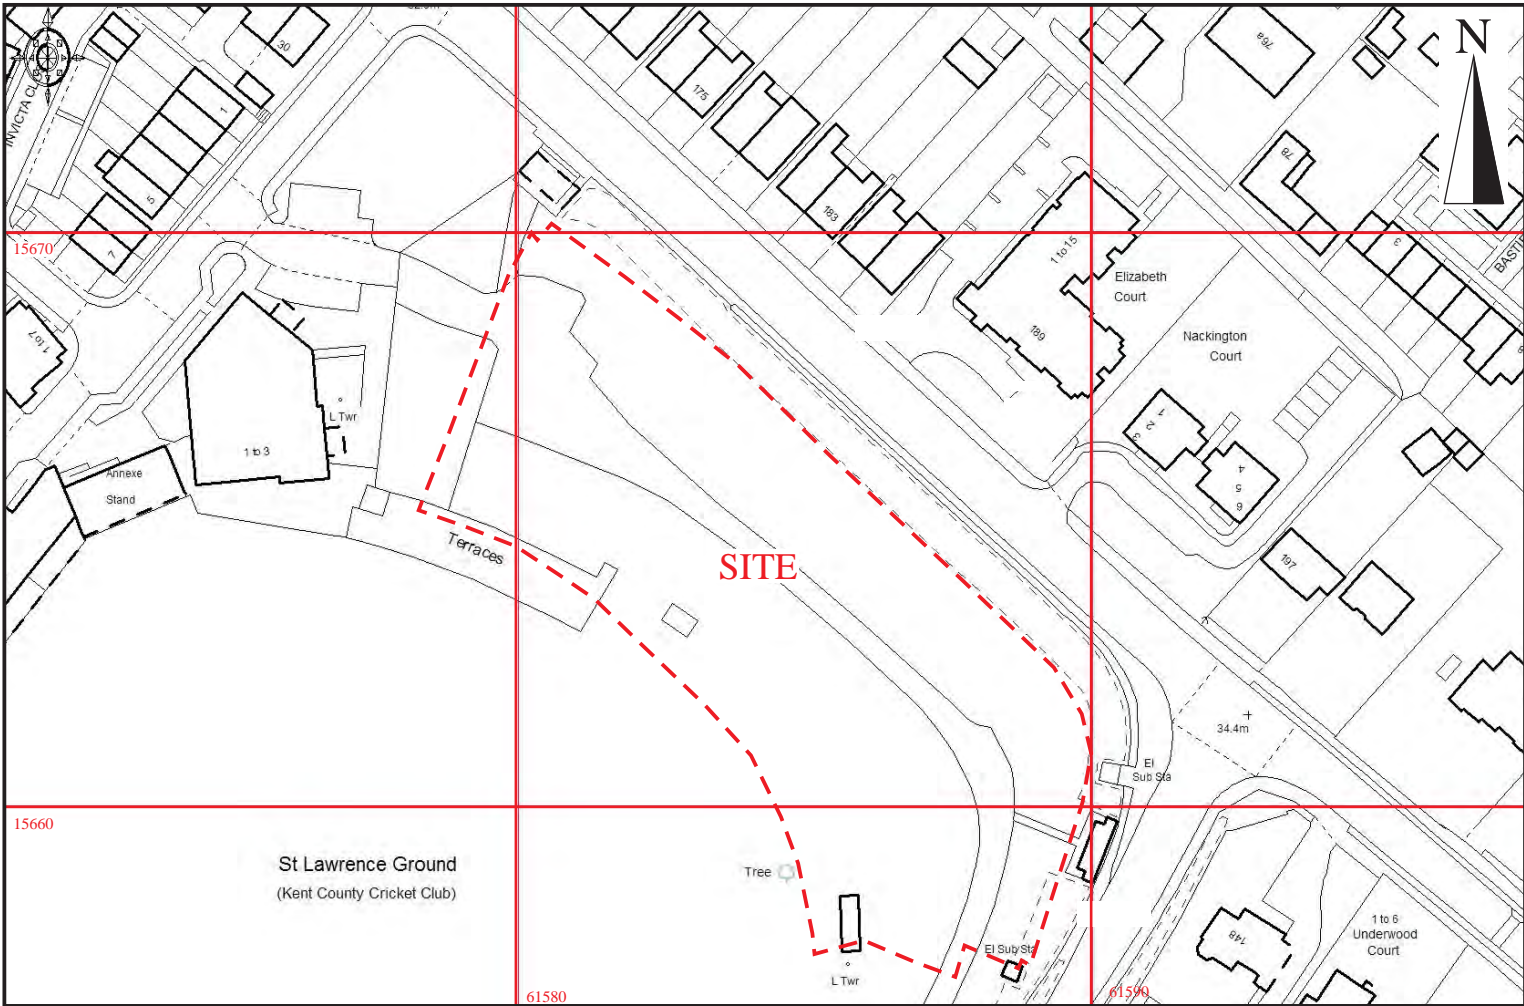 30
N
76a
INVICTA CL
1
175
78
5
183
3
7
1 to 15
BASTI
15670
Elizabeth
Court
189
Nackington
Court
1 to 7
L Twr
1
2
3
1 to 3
4
5
6
Annexe
Stand
Terraces
SITE
197
34.4m
El
Sub Sta
15660
St Lawrence Ground
(Kent County Cricket Club)
Tree
1 to 6
Underwood
Court
148
El Sub Sta
L Twr
61580
61590